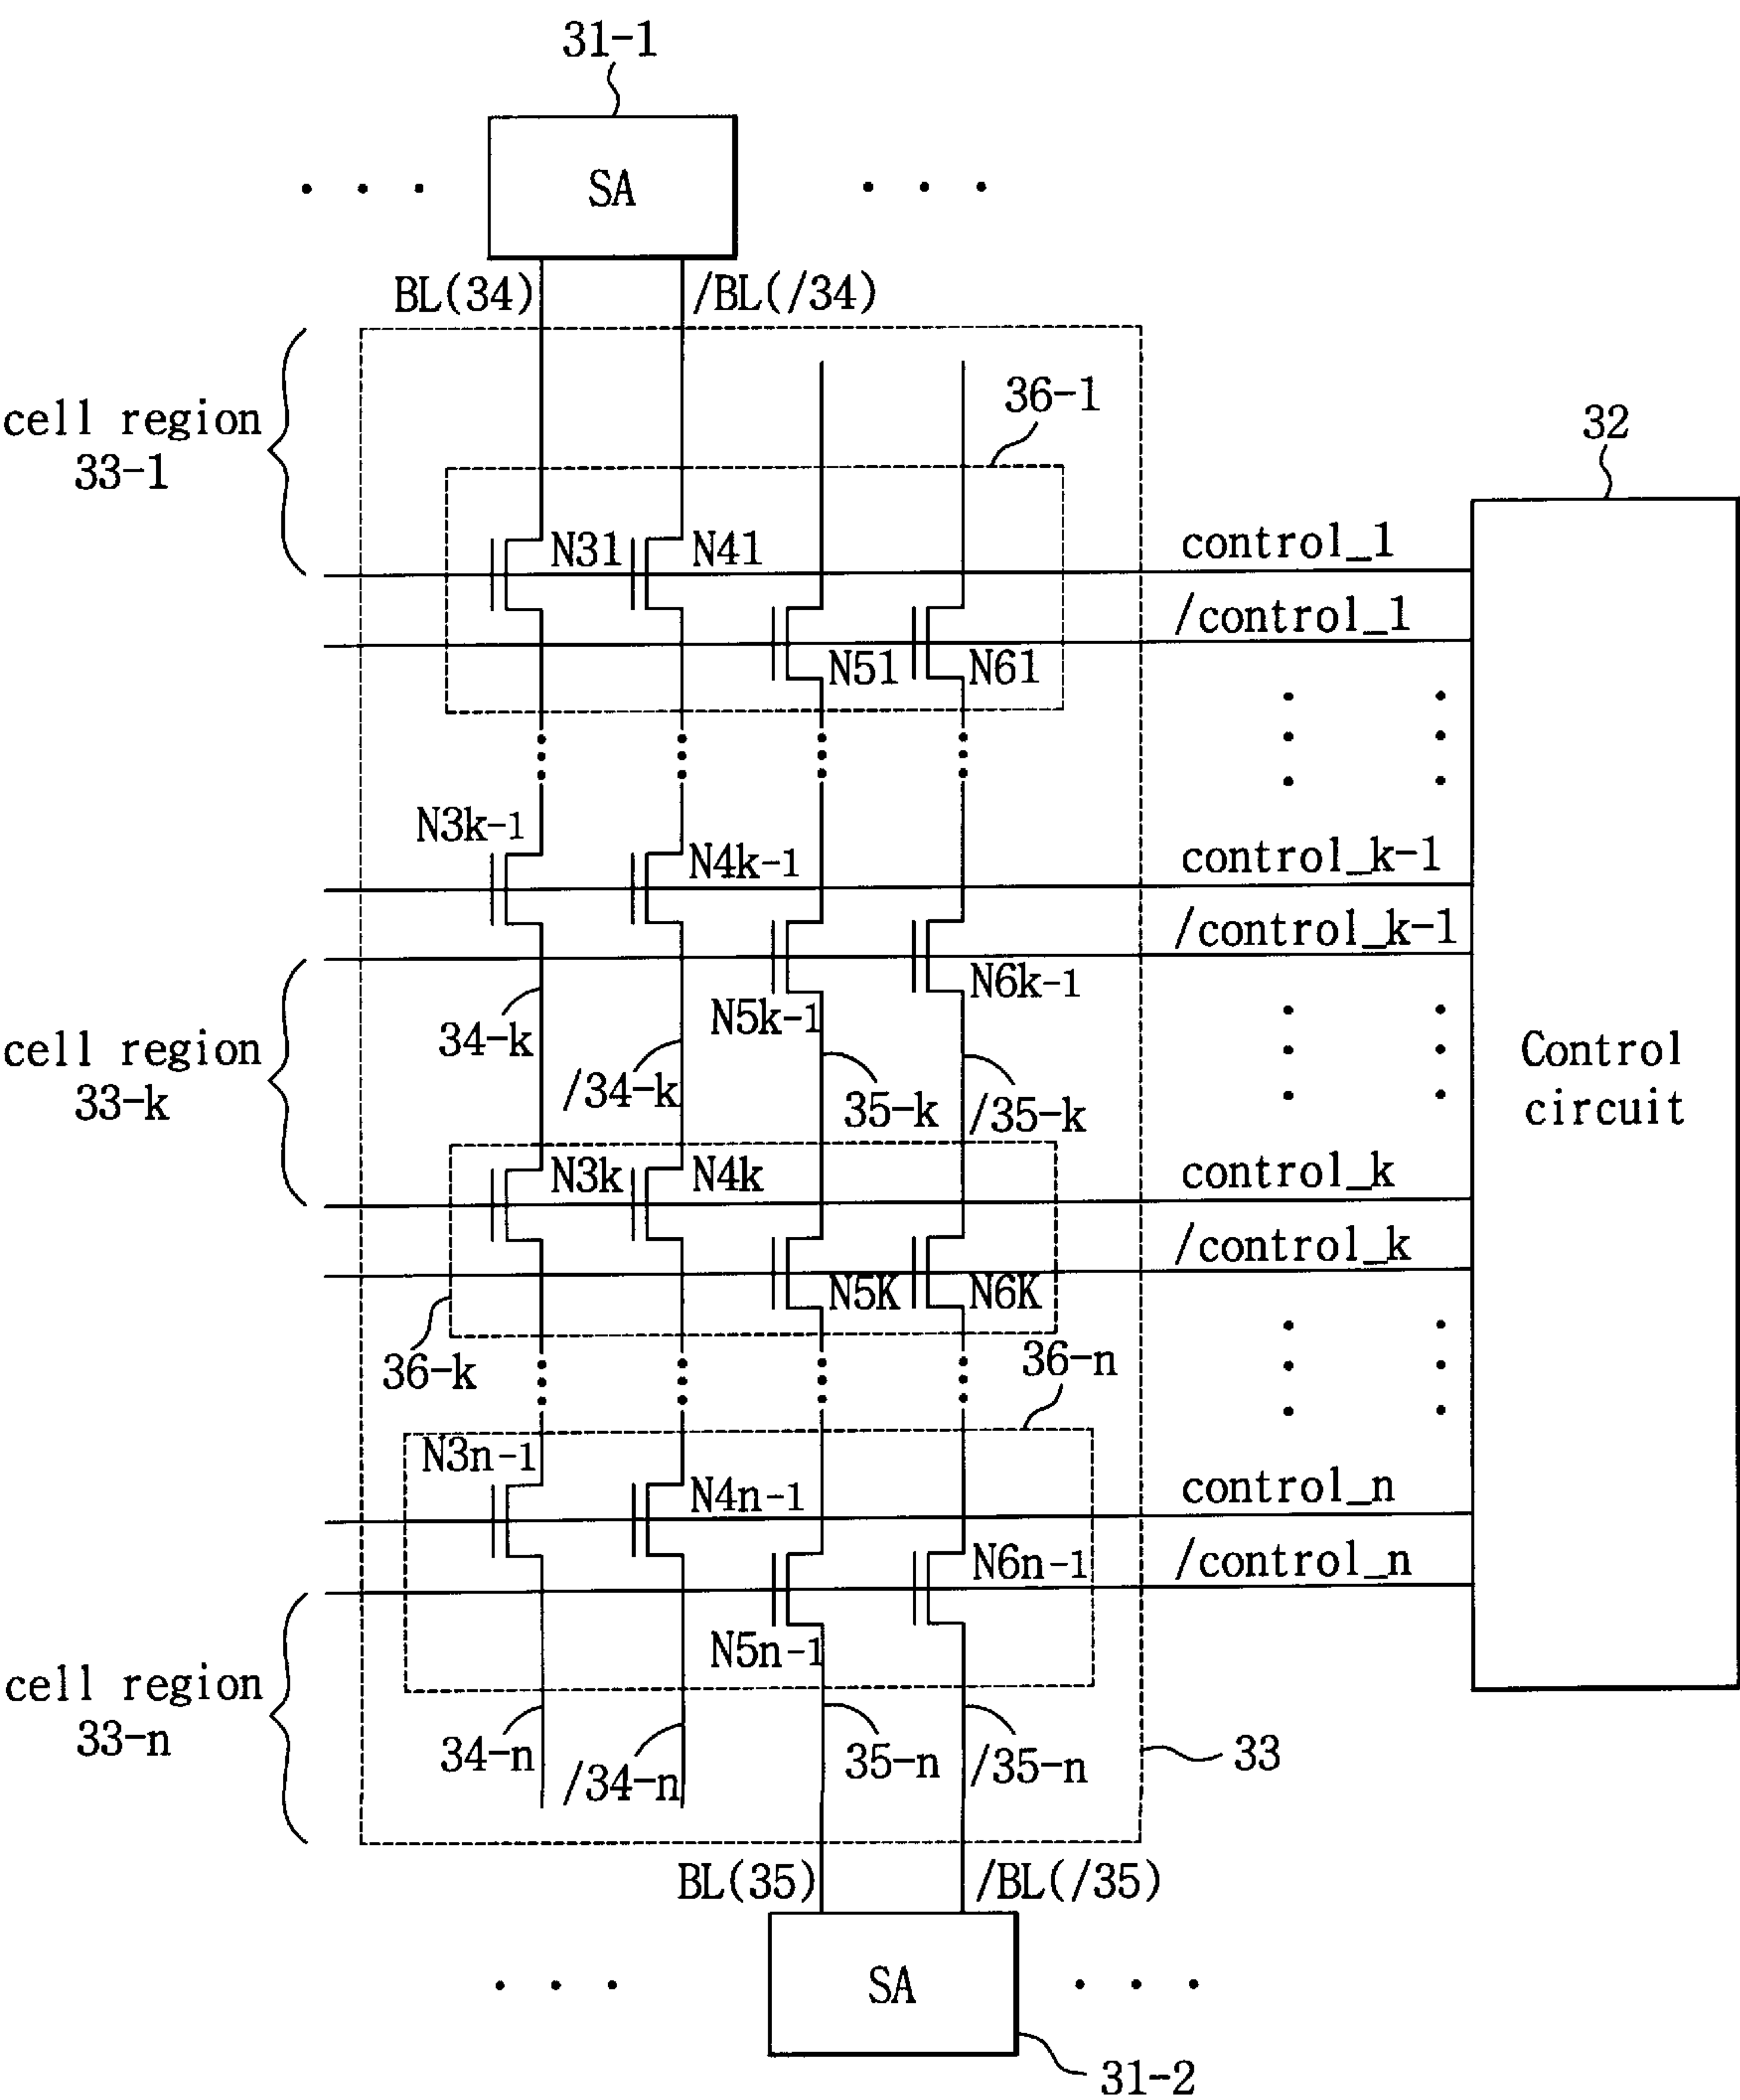 31-1
SA
BL(34)
/BL(/34)
cell region
33-1
36-1
32
N31
N41
control_1
/control_1
N51
N61
N3k-1
N4k-1
control_k-1
/control_k-1
N5k-1
N6k-1
cell region
33-k
34-k
/34-k
35-k
/35-k
Control
circuit
N3k
N4k
control_k
/control_k
N5K
N6K
36-k
36-n
N3n-1
N4n-1
control_n
/control_n
N5n-1
N6n-1
cell region
33-n
34-n
/34-n
35-n
/35-n
33
BL(35)
/BL(/35)
SA
31-2